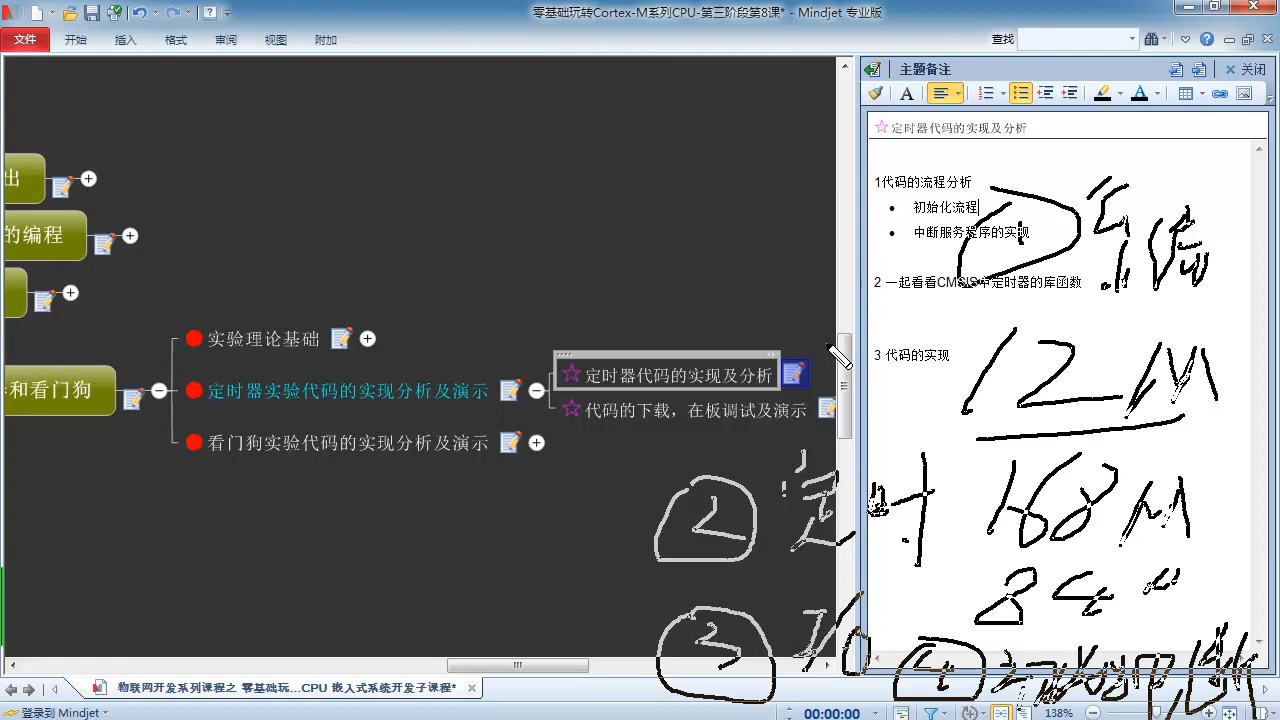 零基础玩转Cortex-M系列CPU-第三阶段第8课* - Mindjet 专业版
文件 开始 插入 格式 审阅 视图 附加 查找
主题备注 关闭
定时器代码的实现及分析
1代码的流程分析
初始化流程
中断服务程序的实现
2 一起看看CMSIS中定时器的库函数
3 代码的实现
出
的编程
和看门狗
实验理论基础
定时器实验代码的实现分析及演示
看门狗实验代码的实现分析及演示
定时器代码的实现及分析
代码的下载，在板调试及演示
1 系统
12M
2 定时 168M
84M
3
物联网开发系列课程之 零基础玩...CPU 嵌入式系统开发子课程*
登录到 Mindjet 00:00:00 138%